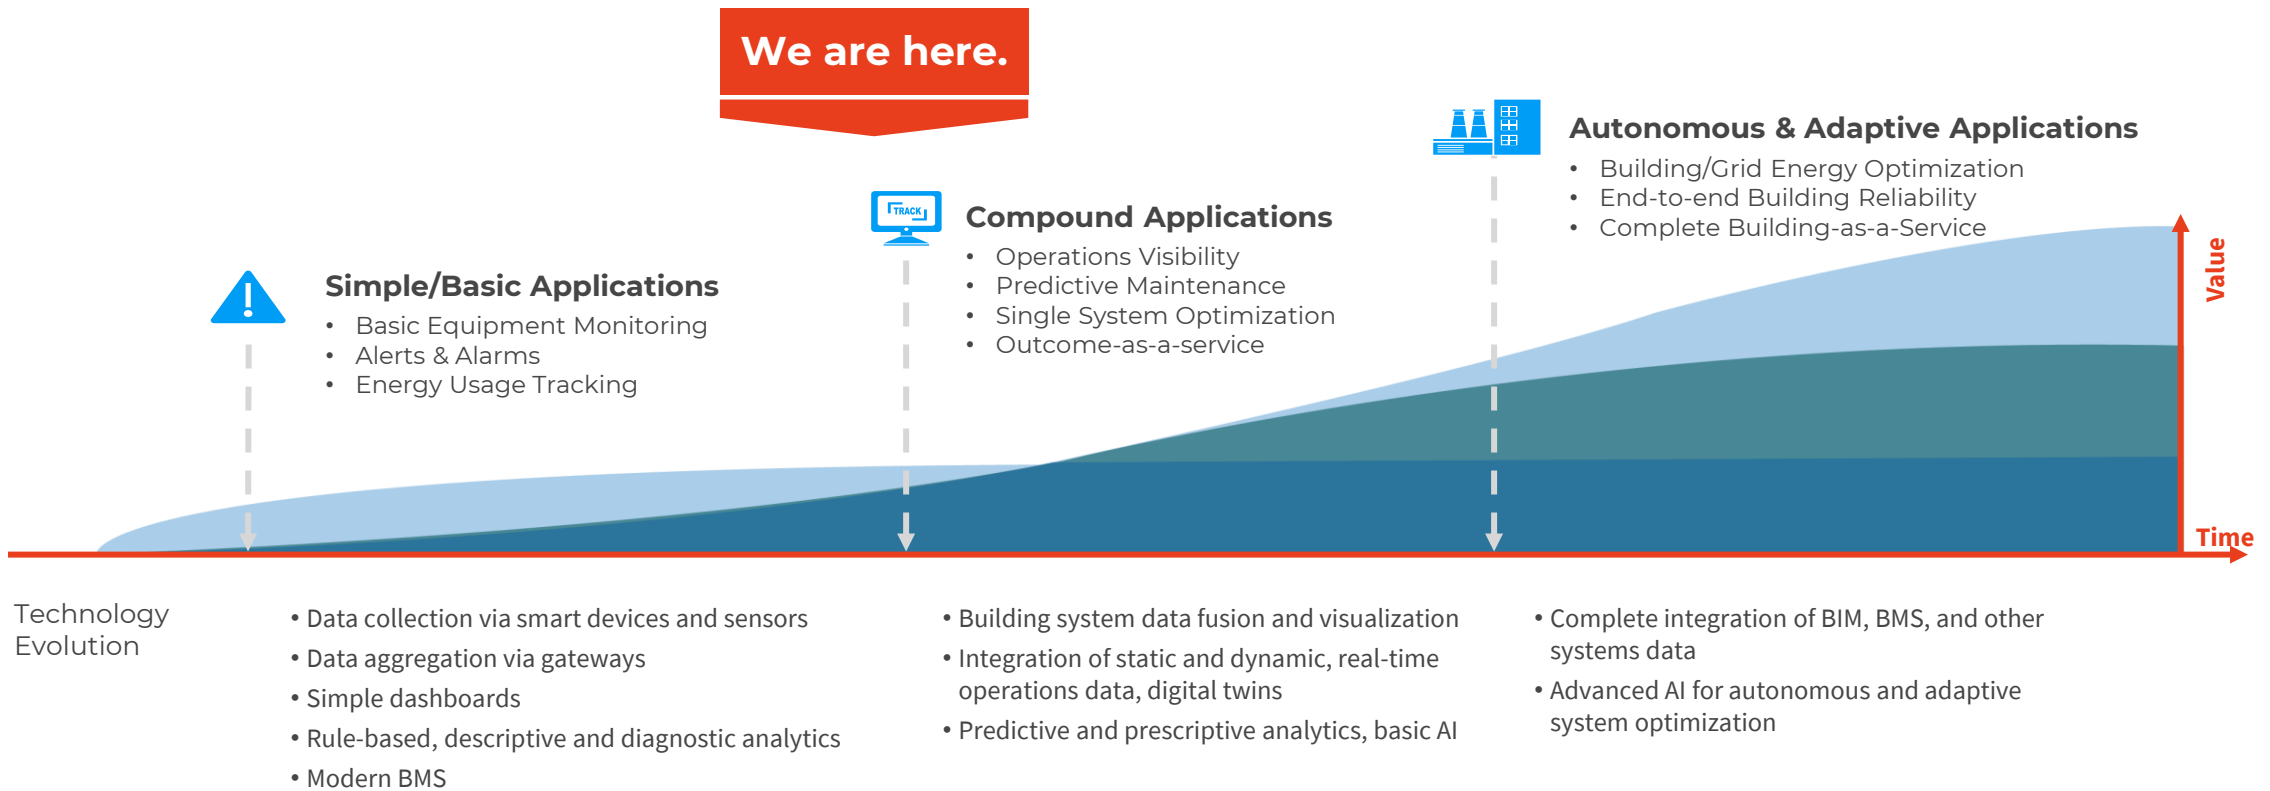 We are here.
Autonomous & Adaptive Applications
• Building/Grid Energy Optimization
• End-to-end Building Reliability
• Complete Building-as-a-Service
TRACK
Compound Applications
• Operations Visibility
• Predictive Maintenance
• Single System Optimization
• Outcome-as-a-service
Simple/Basic Applications
• Basic Equipment Monitoring
• Alerts & Alarms
• Energy Usage Tracking
Value
Time
Technology
Evolution
• Data collection via smart devices and sensors
• Data aggregation via gateways
• Simple dashboards
• Rule-based, descriptive and diagnostic analytics
• Modern BMS
• Building system data fusion and visualization
• Integration of static and dynamic, real-time
operations data, digital twins
• Predictive and prescriptive analytics, basic AI
• Complete integration of BIM, BMS, and other
systems data
• Advanced AI for autonomous and adaptive
system optimization